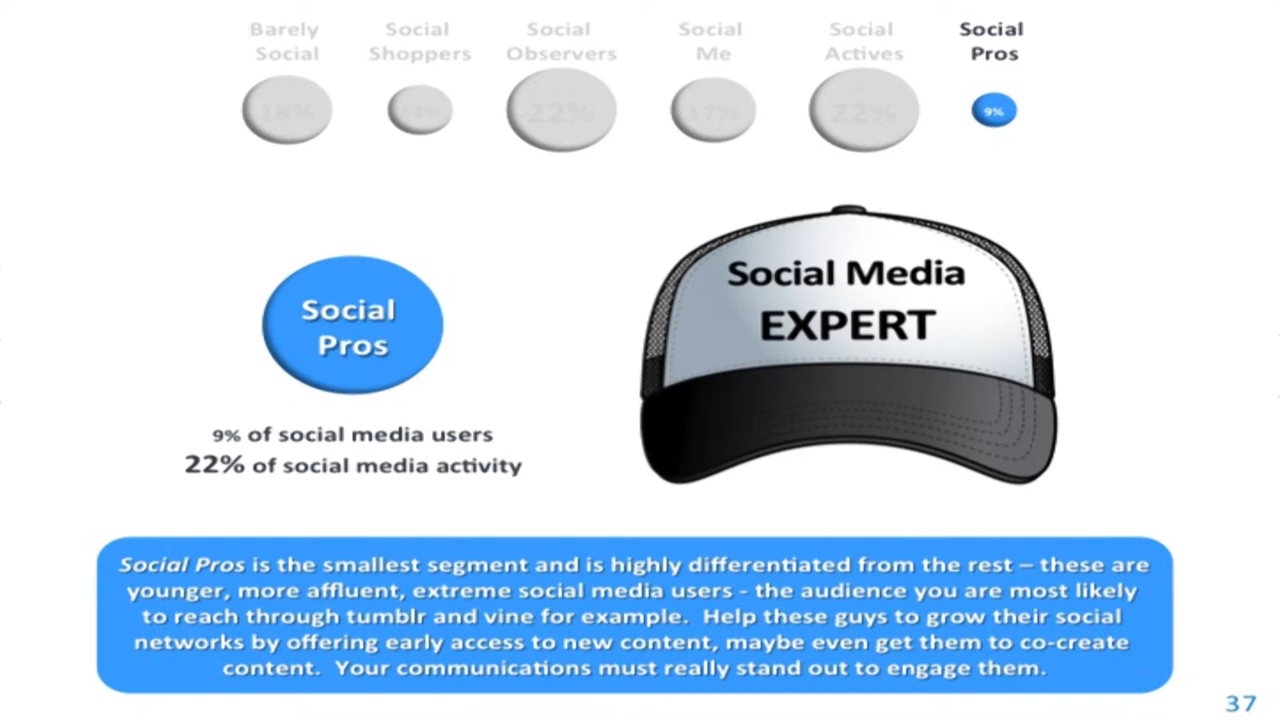 Barely Social
Social Shoppers
Social Observers
Social Me
Social Actives
Social Pros
18%
22%
17%
22%
9%
Social Media
EXPERT
Social
Pros
9% of social media users
22% of social media activity
Social Pros is the smallest segment and is highly differentiated from the rest – these are
younger, more affluent, extreme social media users - the audience you are most likely
to reach through tumblr and vine for example.  Help these guys to grow their social
networks by offering early access to new content, maybe even get them to co-create
content.  Your communications must really stand out to engage them.
37